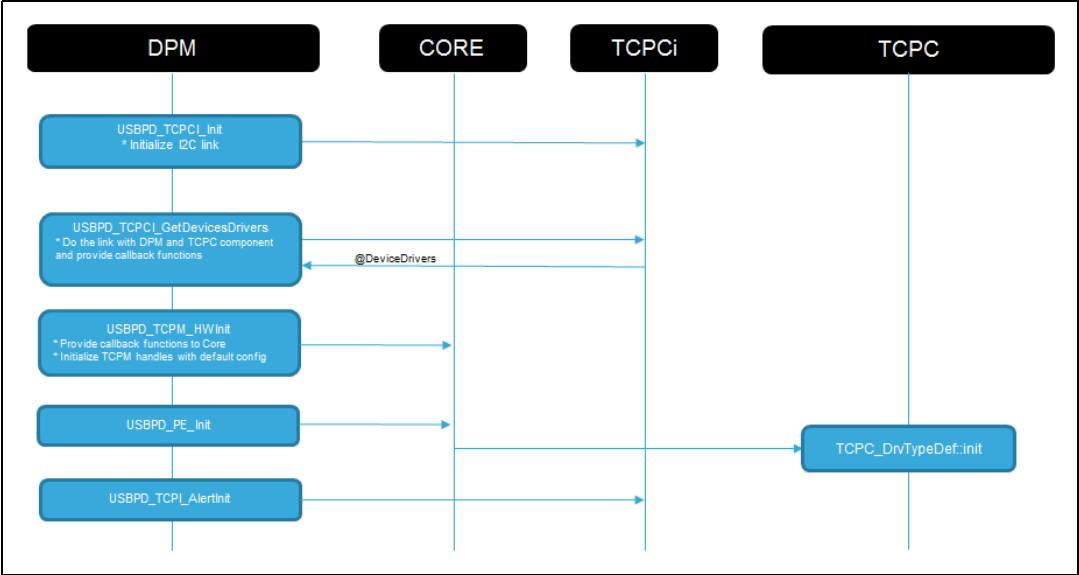 DPM
CORE
TCPCi
TCPC
USBPD_TCPCI_Init
* Initialize I2C link
USBPD_TCPCI_GetDevicesDrivers
* Do the link with DPM and TCPC component
and provide callback functions
@DeviceDrivers
USBPD_TCPM_HWInit
* Provide callback functions to Core
* Initialize TCPM handles with default config
USBPD_PE_Init
TCPC_DrvTypeDef::init
USBPD_TCPI_AlertInit